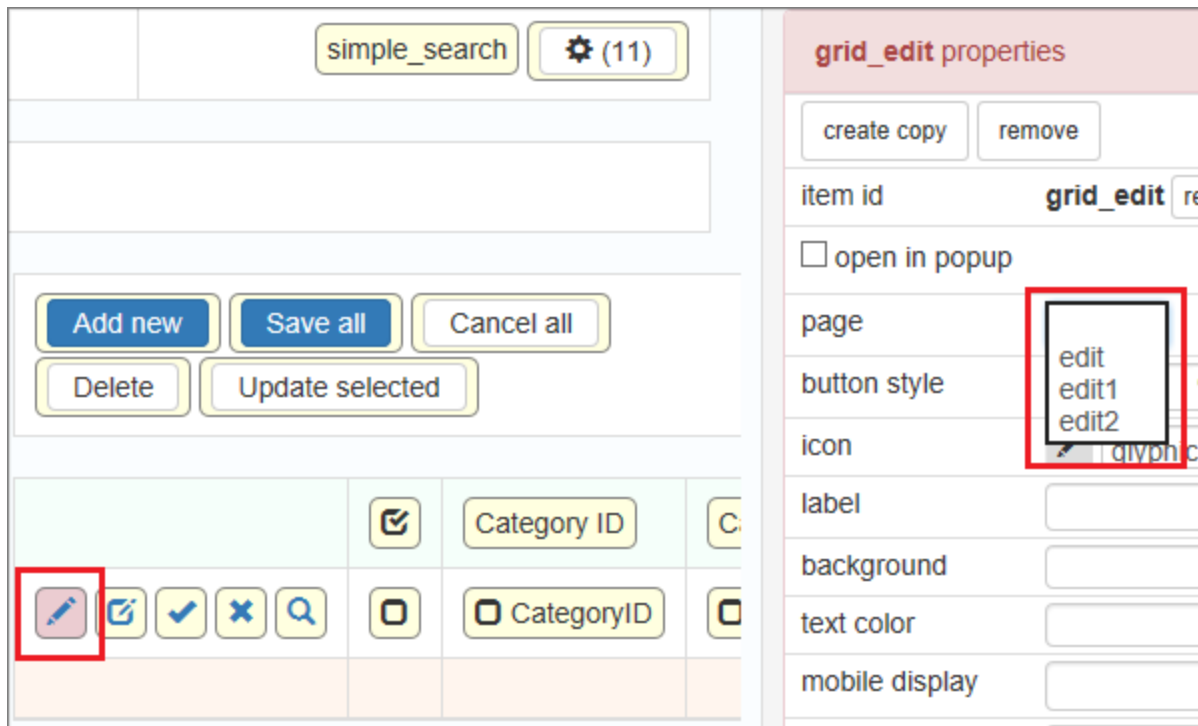 simple_search (11)
Add new Save all Cancel all
Delete Update selected
Category ID
CategoryID
grid_edit properties
create copy remove
item id grid_edit
open in popup
page
edit
edit1
edit2
button style
icon
label
background
text color
mobile display